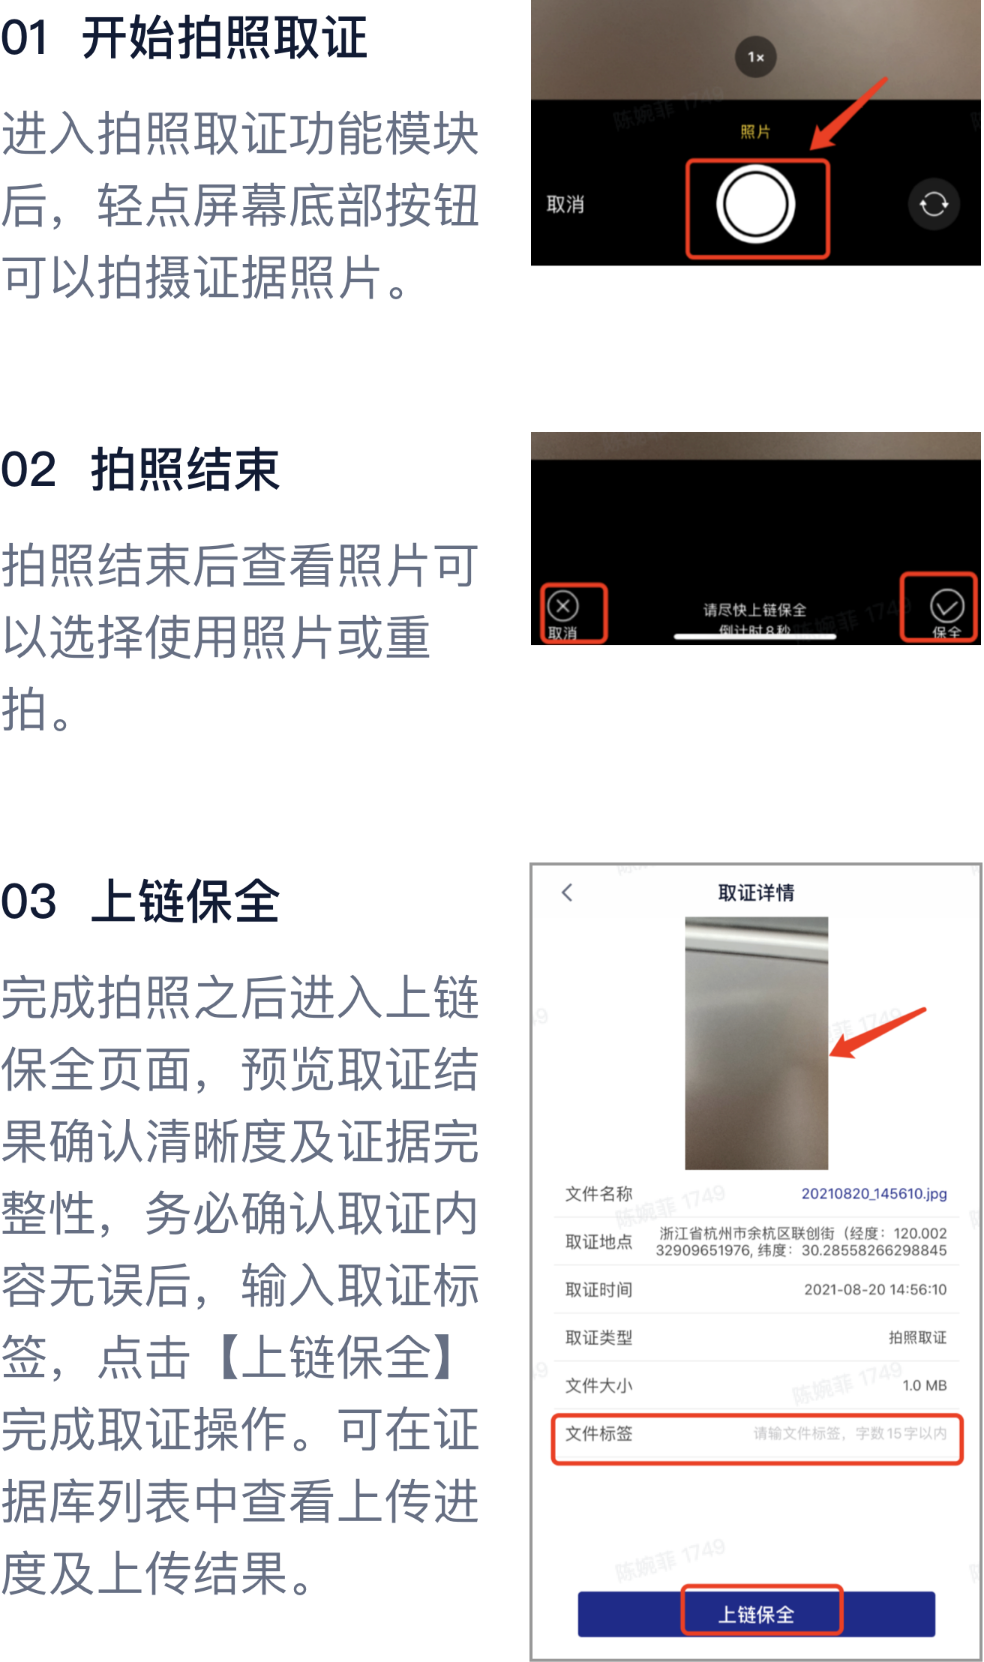 01 开始拍照取证
进入拍照取证功能模块
后，轻点屏幕底部按钮
可以拍摄证据照片。
1×
照片
取消
陈婉菲 1749
02 拍照结束
拍照结束后查看照片可
以选择使用照片或重
拍。
取消
请尽快上链保全
倒计时8秒
保全
03 上链保全
完成拍照之后进入上链
保全页面，预览取证结
果确认清晰度及证据完
整性，务必确认取证内
容无误后，输入取证标
签，点击【上链保全】
完成取证操作。可在证
据库列表中查看上传进
度及上传结果。
取证详情
文件名称 20210820_145610.jpg
取证地点 浙江省杭州市余杭区联创街（经度：120.002
32909651976, 纬度：30.28558266298845
取证时间 2021-08-20 14:56:10
取证类型 拍照取证
文件大小 1.0 MB
文件标签 请输文件标签，字数15字以内
陈婉菲 1749
陈婉菲 1749
陈婉菲 1749
上链保全